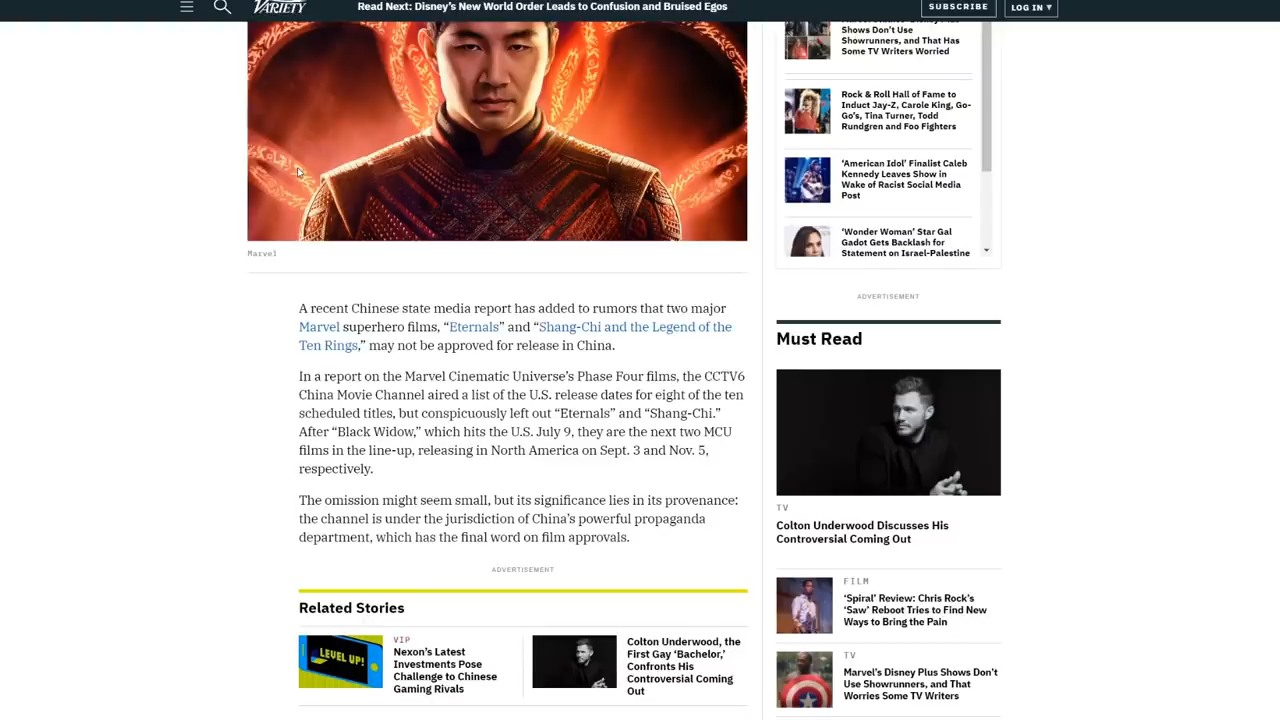 VARIETY
Read Next: Disney's New World Order Leads to Confusion and Bruised Egos
SUBSCRIBE
LOG IN ▾
Marvel
A recent Chinese state media report has added to rumors that two major
Marvel superhero films, “Eternals” and “Shang-Chi and the Legend of the
Ten Rings,” may not be approved for release in China.
In a report on the Marvel Cinematic Universe’s Phase Four films, the CCTV6
China Movie Channel aired a list of the U.S. release dates for eight of the ten
scheduled titles, but conspicuously left out “Eternals” and “Shang-Chi.”
After “Black Widow,” which hits the U.S. July 9, they are the next two MCU
films in the line-up, releasing in North America on Sept. 3 and Nov. 5,
respectively.
The omission might seem small, but its significance lies in its provenance:
the channel is under the jurisdiction of China’s powerful propaganda
department, which has the final word on film approvals.
ADVERTISEMENT
Related Stories
LEVEL UP!
VIP
Nexon’s Latest
Investments Pose
Challenge to Chinese
Gaming Rivals
Colton Underwood, the
First Gay ‘Bachelor,’
Confronts His
Controversial Coming
Out
Shows Don’t Use
Showrunners, and That Has
Some TV Writers Worried
Rock & Roll Hall of Fame to
Induct Jay-Z, Carole King, Go-
Go’s, Tina Turner, Todd
Rundgren and Foo Fighters
‘American Idol’ Finalist Caleb
Kennedy Leaves Show in
Wake of Racist Social Media
Post
‘Wonder Woman’ Star Gal
Gadot Gets Backlash for
Statement on Israel-Palestine
ADVERTISEMENT
Must Read
TV
Colton Underwood Discusses His
Controversial Coming Out
FILM
‘Spiral’ Review: Chris Rock’s
‘Saw’ Reboot Tries to Find New
Ways to Bring the Pain
TV
Marvel’s Disney Plus Shows Don’t
Use Showrunners, and That
Worries Some TV Writers